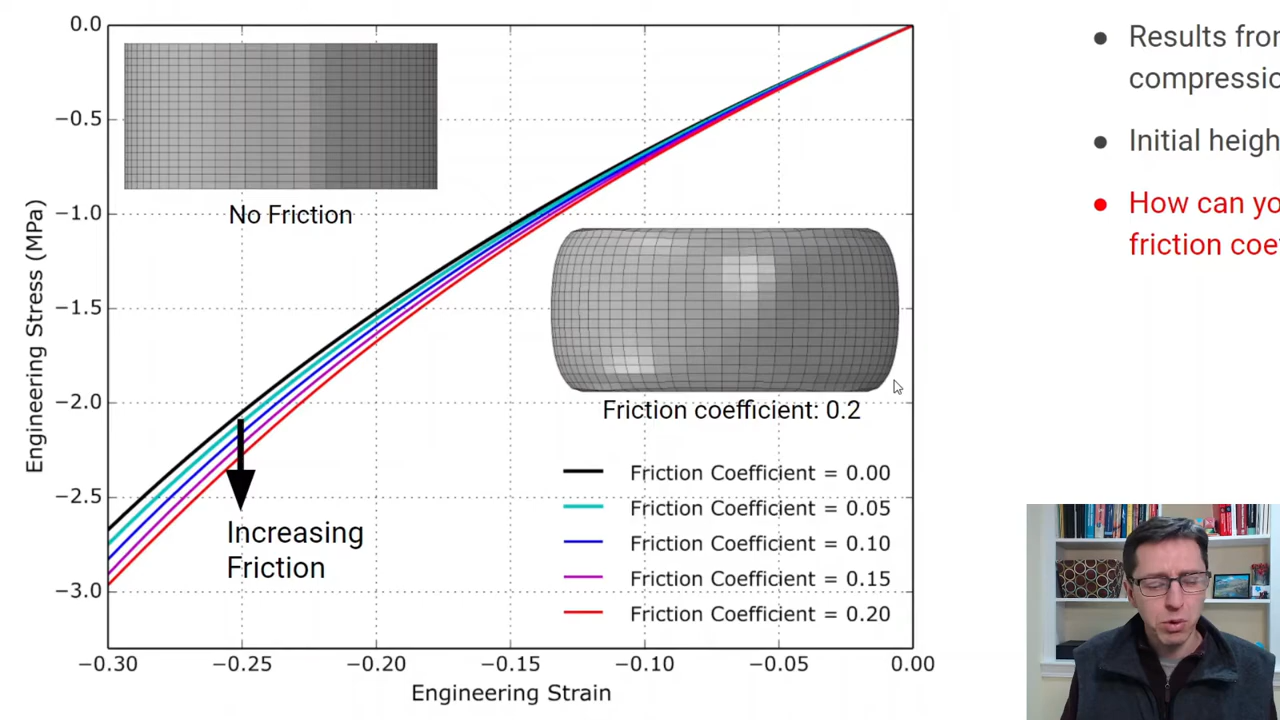 0.0
−0.5
−1.0
−1.5
−2.0
−2.5
−3.0
Engineering Stress (MPa)
No Friction
Friction coefficient: 0.2
Increasing
Friction
Friction Coefficient = 0.00
Friction Coefficient = 0.05
Friction Coefficient = 0.10
Friction Coefficient = 0.15
Friction Coefficient = 0.20
−0.30
−0.25
−0.20
−0.15
−0.10
−0.05
0.00
Engineering Strain
● Results from
compressio
● Initial heigh
● How can yo
friction coe